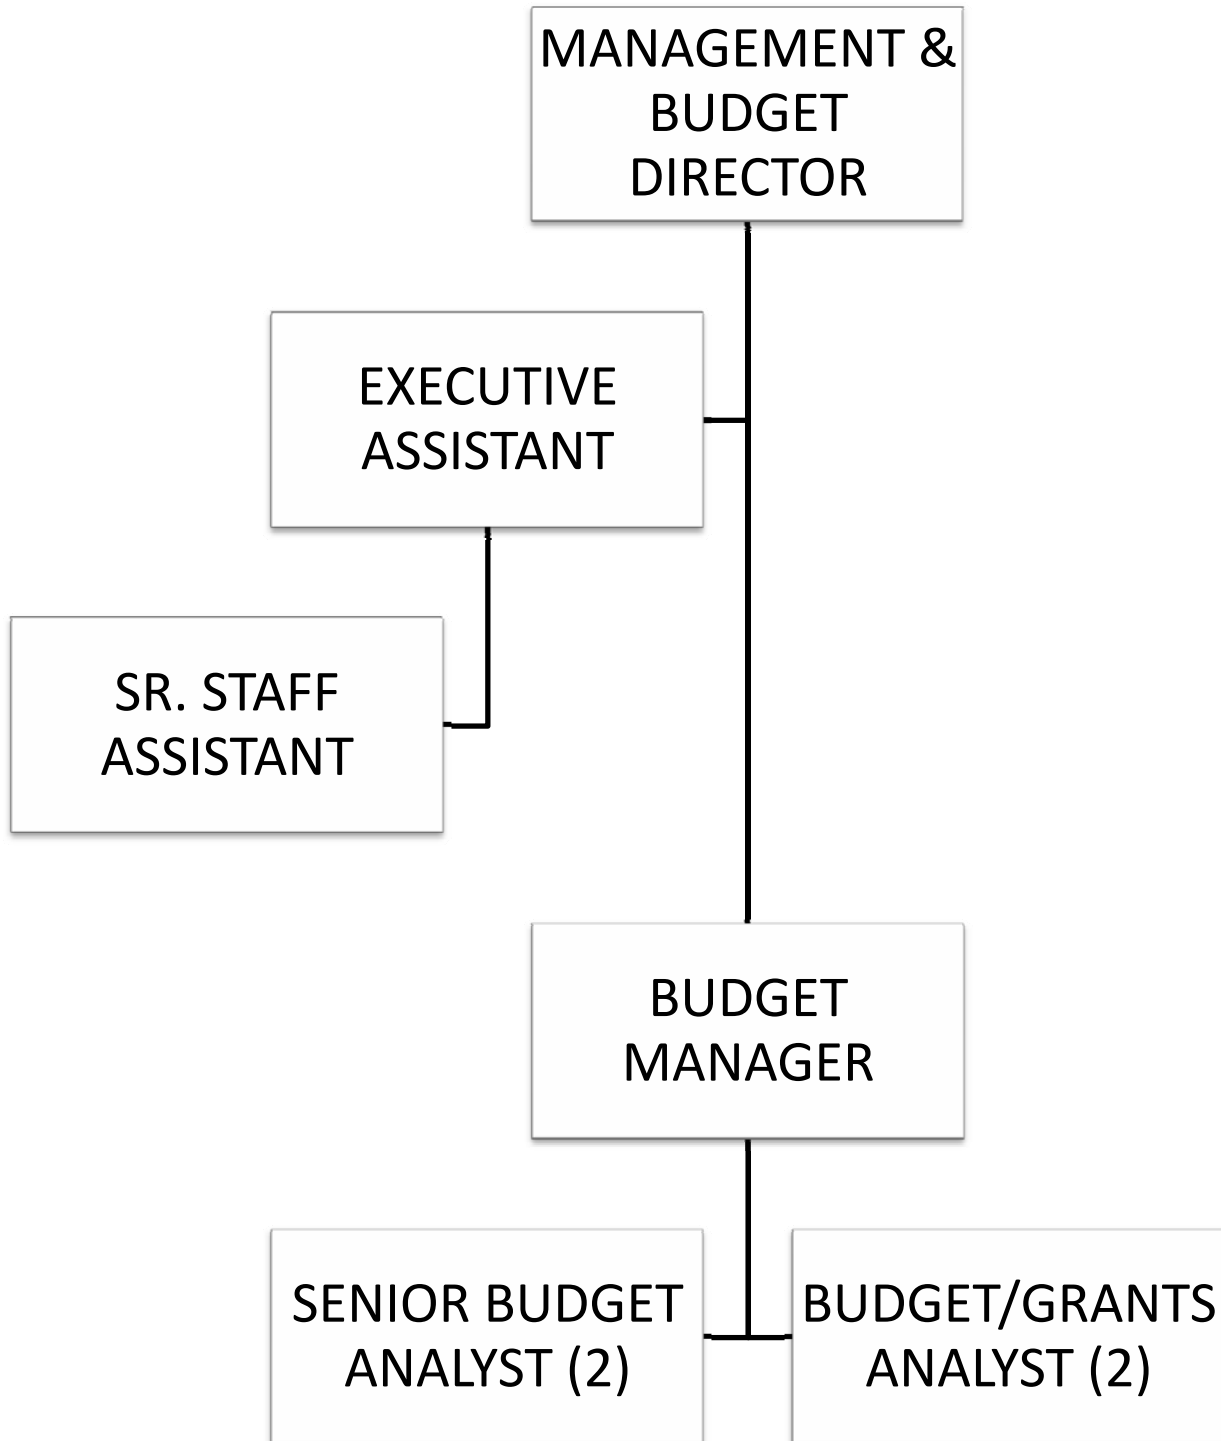 MANAGEMENT &
BUDGET
DIRECTOR
EXECUTIVE
ASSISTANT
SR. STAFF
ASSISTANT
BUDGET
MANAGER
SENIOR BUDGET
ANALYST (2)
BUDGET/GRANTS
ANALYST (2)